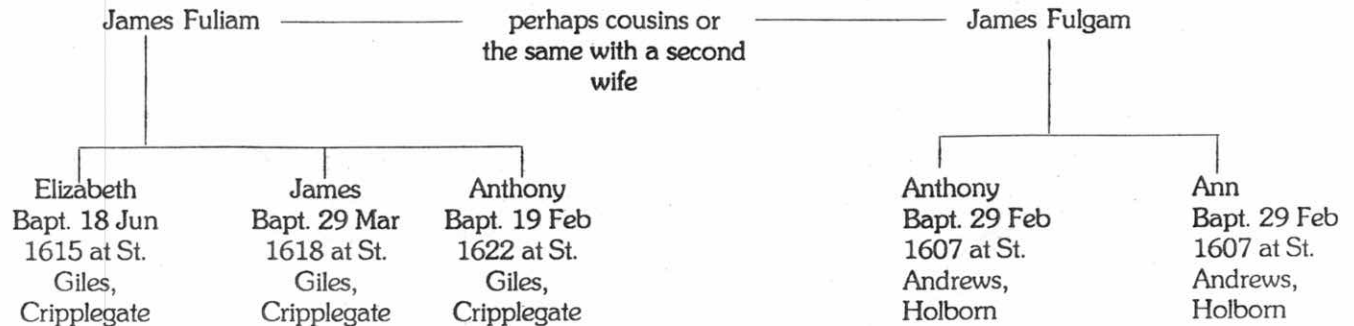 James Fuliam
perhaps cousins or
the same with a second
wife
James Fulgam
Elizabeth
Bapt. 18 Jun
1615 at St.
Giles,
Cripplegate
James
Bapt. 29 Mar
1618 at St.
Giles,
Cripplegate
Anthony
Bapt. 19 Feb
1622 at St.
Giles,
Cripplegate
Anthony
Bapt. 29 Feb
1607 at St.
Andrews,
Holborn
Ann
Bapt. 29 Feb
1607 at St.
Andrews,
Holborn